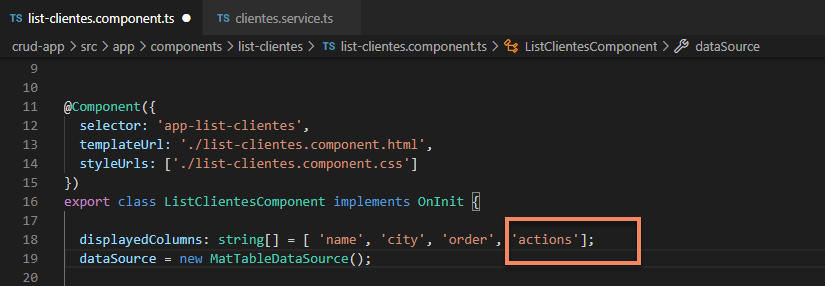 TS list-clientes.component.ts ● TS clientes.service.ts
crud-app > src > app > components > list-clientes > TS list-clientes.component.ts > ListClientesComponent > dataSource
9
10
11 @Component({
12 selector: 'app-list-clientes',
13 templateUrl: './list-clientes.component.html',
14 styleUrls: ['./list-clientes.component.css']
15 })
16 export class ListClientesComponent implements OnInit {
17
18 displayedColumns: string[] = [ 'name', 'city', 'order', 'actions'];
19 dataSource = new MatTableDataSource();
20